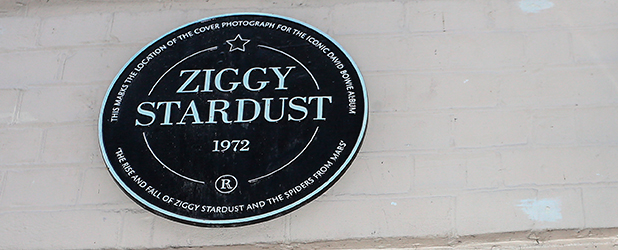 THIS MARKS THE LOCATION OF THE COVER PHOTOGRAPH FOR THE ICONIC DAVID BOWIE ALBUM
ZIGGY
STARDUST
1972
R
'THE RISE AND FALL OF ZIGGY STARDUST AND THE SPIDERS FROM MARS'